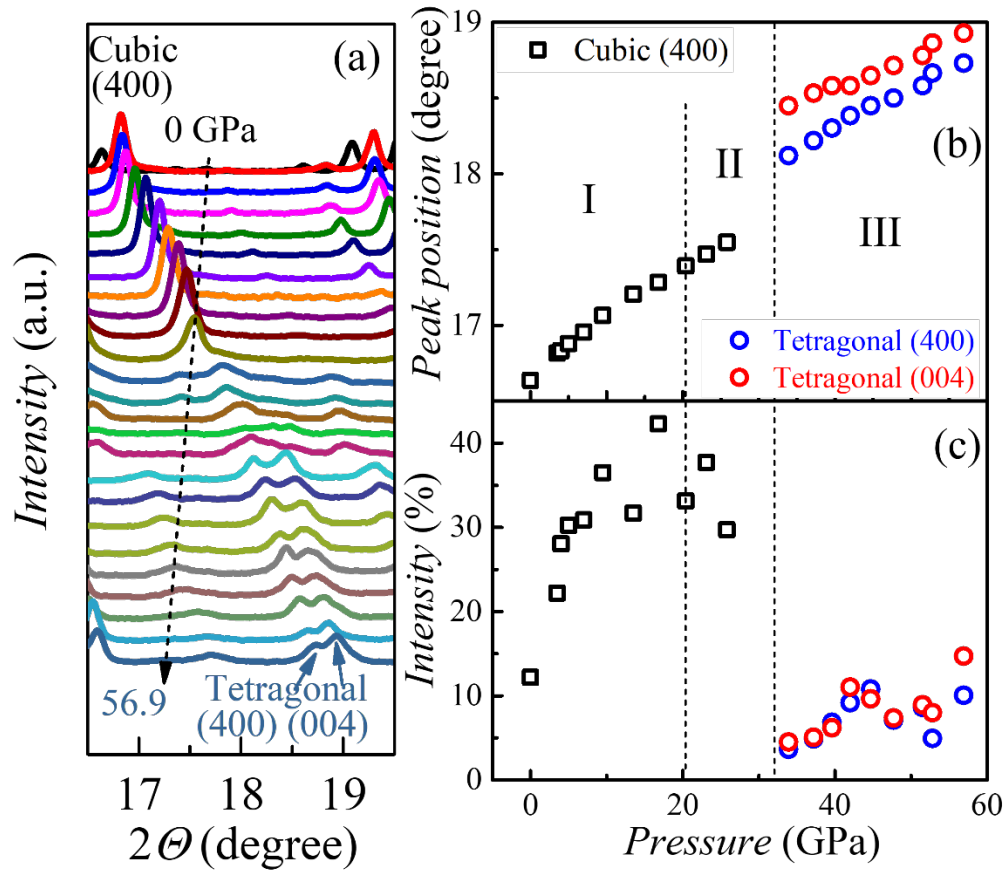 Cubic
(400)
(a)
0 GPa
Intensity (a.u.)
56.9
Tetragonal
(400) (004)
17
18
19
2Θ (degree)
Cubic (400)
(b)
19
18
17
Peak position (degree)
I
II
III
Tetragonal (400)
Tetragonal (004)
(c)
40
30
20
10
0
Intensity (%)
0
20
40
60
Pressure (GPa)